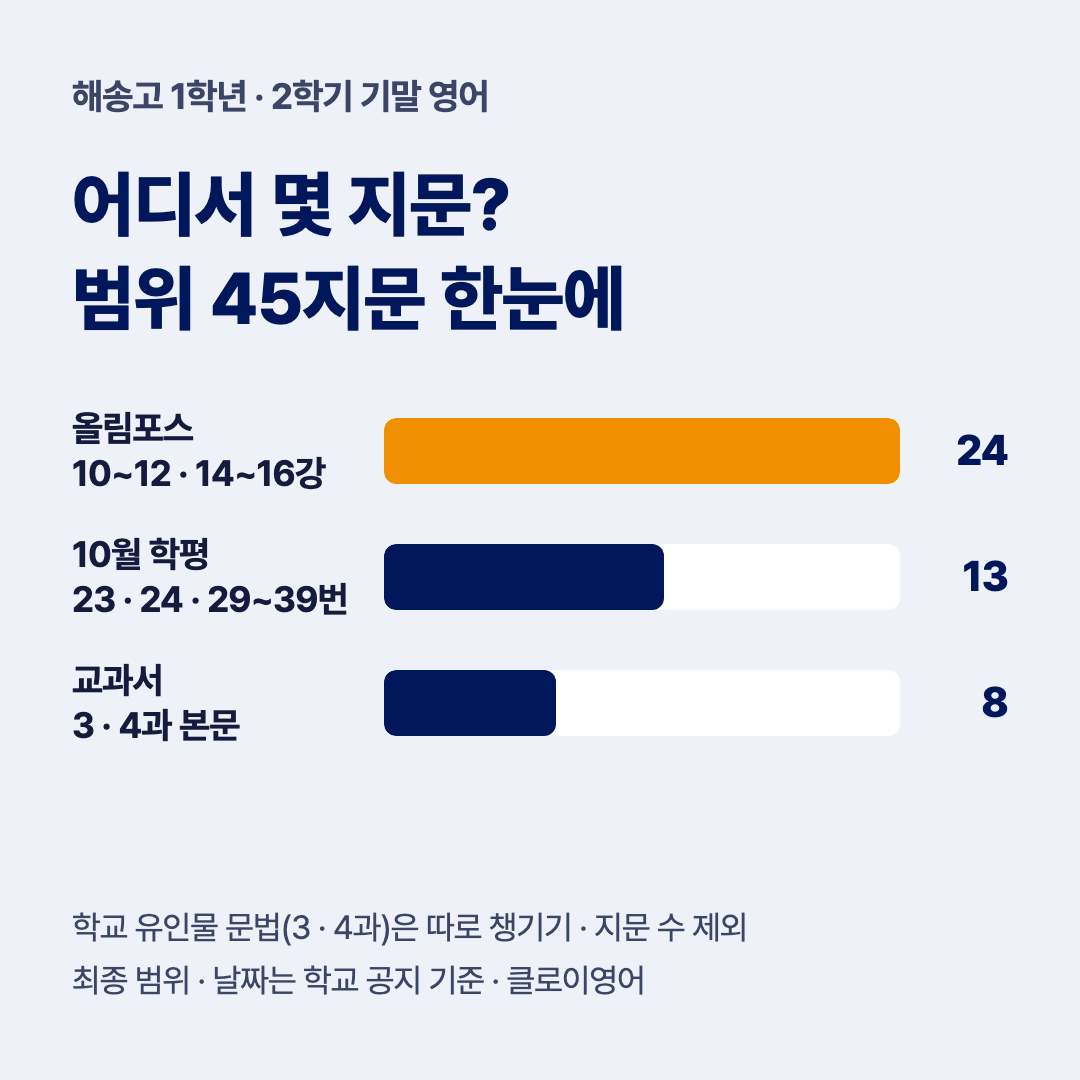 해송고 1학년 · 2학기 기말 영어
어디서 몇 지문?
범위 45지문 한눈에
올림포스
10~12 · 14~16강
24
10월 학평
23 · 24 · 29~39번
13
교과서
3 · 4과 본문
8
학교 유인물 문법(3 · 4과)은 따로 챙기기 · 지문 수 제외
최종 범위 · 날짜는 학교 공지 기준 · 클로이영어